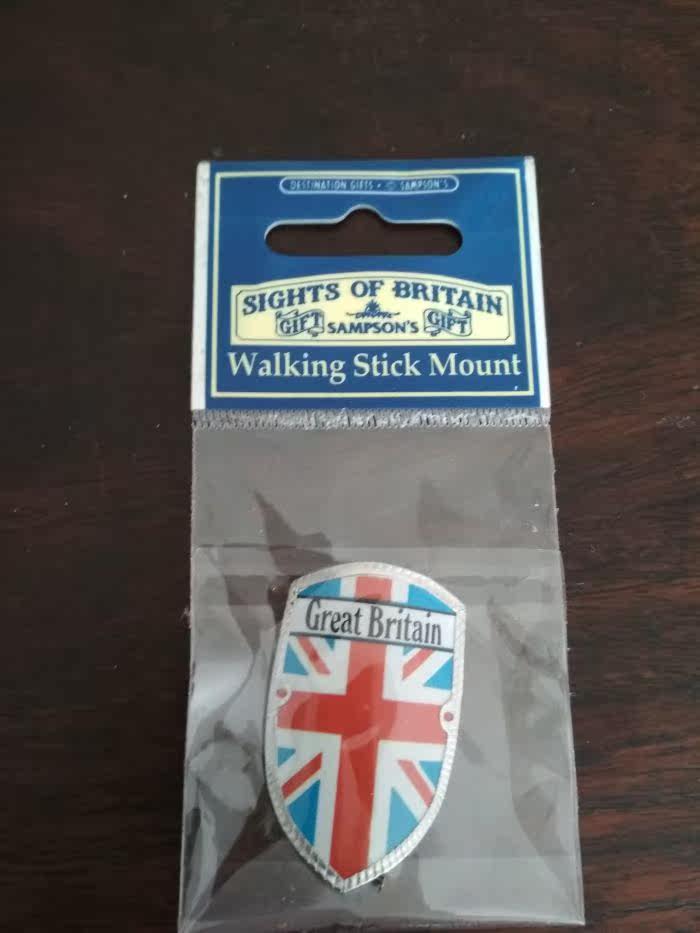 DESTINATION GIFTS • © SAMPSON'S
SIGHTS OF BRITAIN
GIFT SAMPSON'S GIFT
Walking Stick Mount
Great Britain